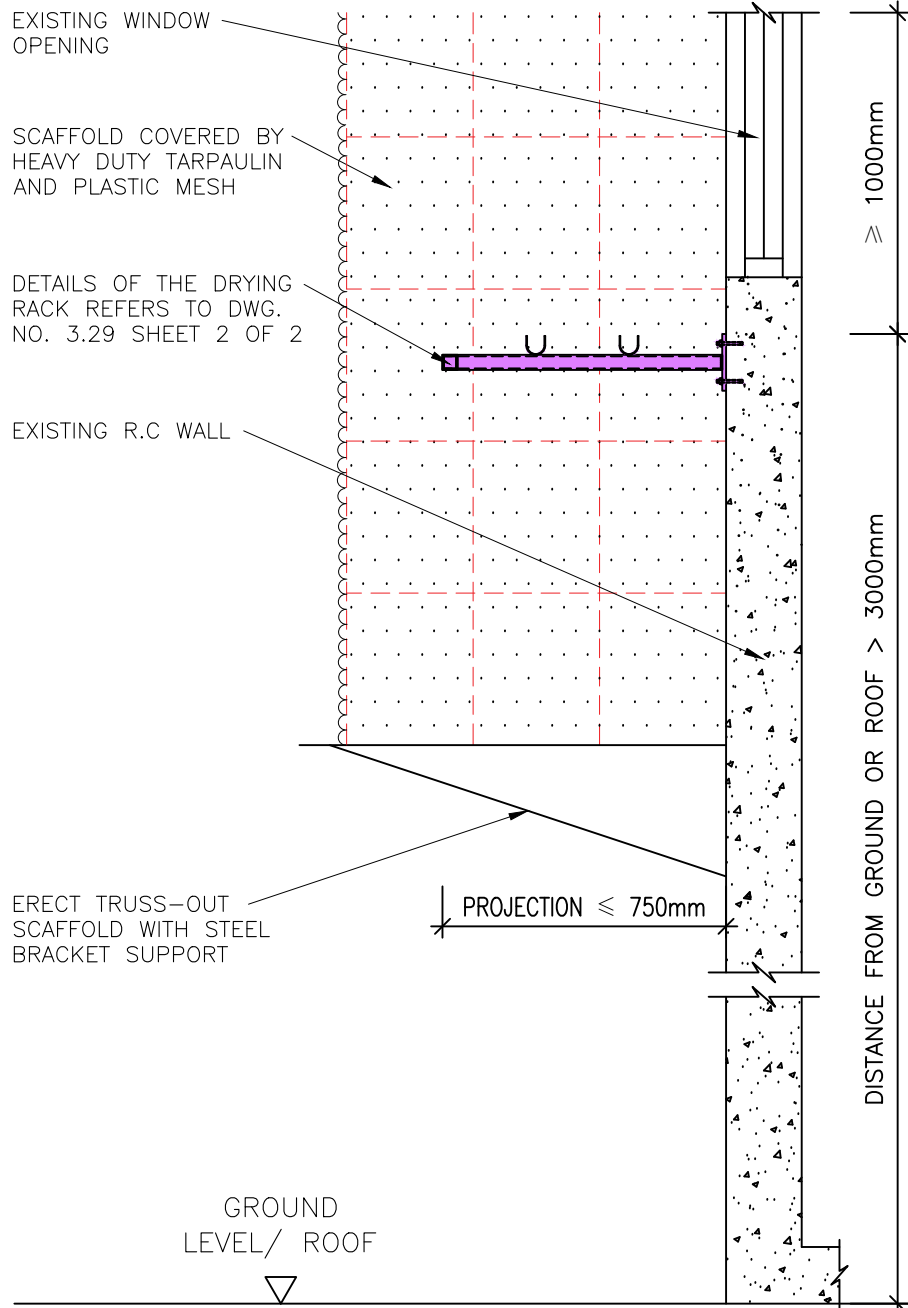 EXISTING WINDOW
OPENING
SCAFFOLD COVERED BY
HEAVY DUTY TARPAULIN
AND PLASTIC MESH
DETAILS OF THE DRYING
RACK REFERS TO DWG.
NO. 3.29 SHEET 2 OF 2
EXISTING R.C WALL
ERECT TRUSS-OUT
SCAFFOLD WITH STEEL
BRACKET SUPPORT
PROJECTION ⩽ 750mm
⩾ 1000mm
DISTANCE FROM GROUND OR ROOF > 3000mm
GROUND
LEVEL/ ROOF